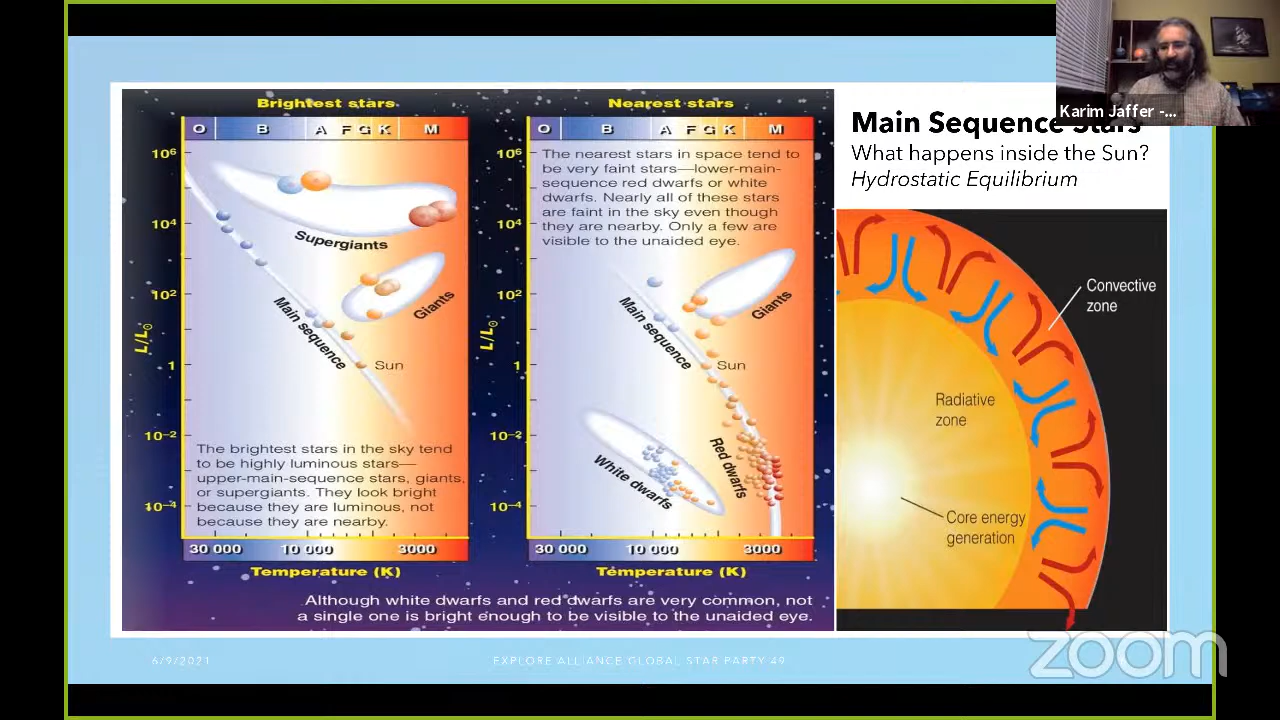 Karim Jaffer -...
Main Sequence Stars
What happens inside the Sun?
Hydrostatic Equilibrium
Brightest stars
O B A F G K M
10⁶
10⁴
10²
1
10⁻²
10⁻⁴
L/L☉
Supergiants
Giants
Main sequence
Sun
The brightest stars in the sky tend
to be highly luminous stars—
upper-main-sequence stars, giants,
or supergiants. They look bright
because they are luminous, not
because they are nearby.
30 000 10 000 3000
Temperature (K)
Nearest stars
O B A F G K M
The nearest stars in space tend to
be very faint stars—lower-main-
sequence red dwarfs or white
dwarfs. Nearly all of these stars
are faint in the sky even though
they are nearby. Only a few are
visible to the unaided eye.
10⁶
10⁴
10²
1
10⁻²
10⁻⁴
L/L☉
Giants
Main sequence
Sun
White dwarfs
Red dwarfs
30 000 10 000 3000
Temperature (K)
Although white dwarfs and red dwarfs are very common, not
a single one is bright enough to be visible to the unaided eye.
Convective
zone
Radiative
zone
Core energy
generation
6/9/2021
EXPLORE ALLIANCE GLOBAL STAR PARTY 49
zoom